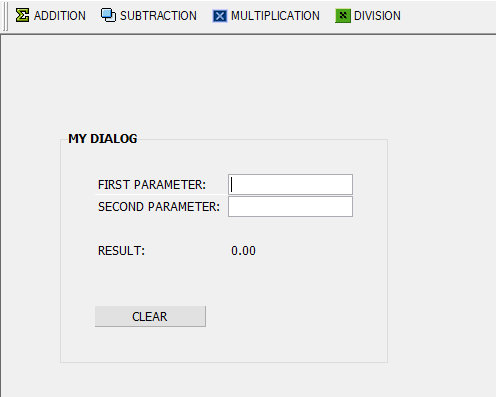 ADDITION SUBTRACTION MULTIPLICATION DIVISION
MY DIALOG
FIRST PARAMETER:
SECOND PARAMETER:
RESULT: 0.00
CLEAR